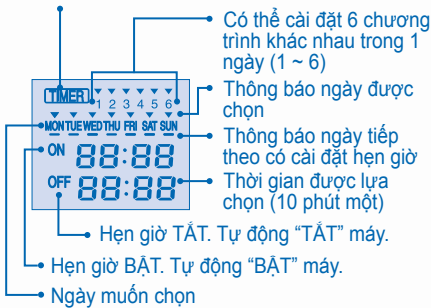 Có thể cài đặt 6 chương
trình khác nhau trong 1
ngày (1 ~ 6)
TIMER 1 2 3 4 5 6
Thông báo ngày được
chọn
MON TUE WED THU FRI SAT SUN
Thông báo ngày tiếp
theo có cài đặt hẹn giờ
ON 88:88
OFF 88:88
Thời gian được lựa
chọn (10 phút một)
Hẹn giờ TẮT. Tự động “TẮT” máy.
Hẹn giờ BẬT. Tự động “BẬT” máy.
Ngày muốn chọn